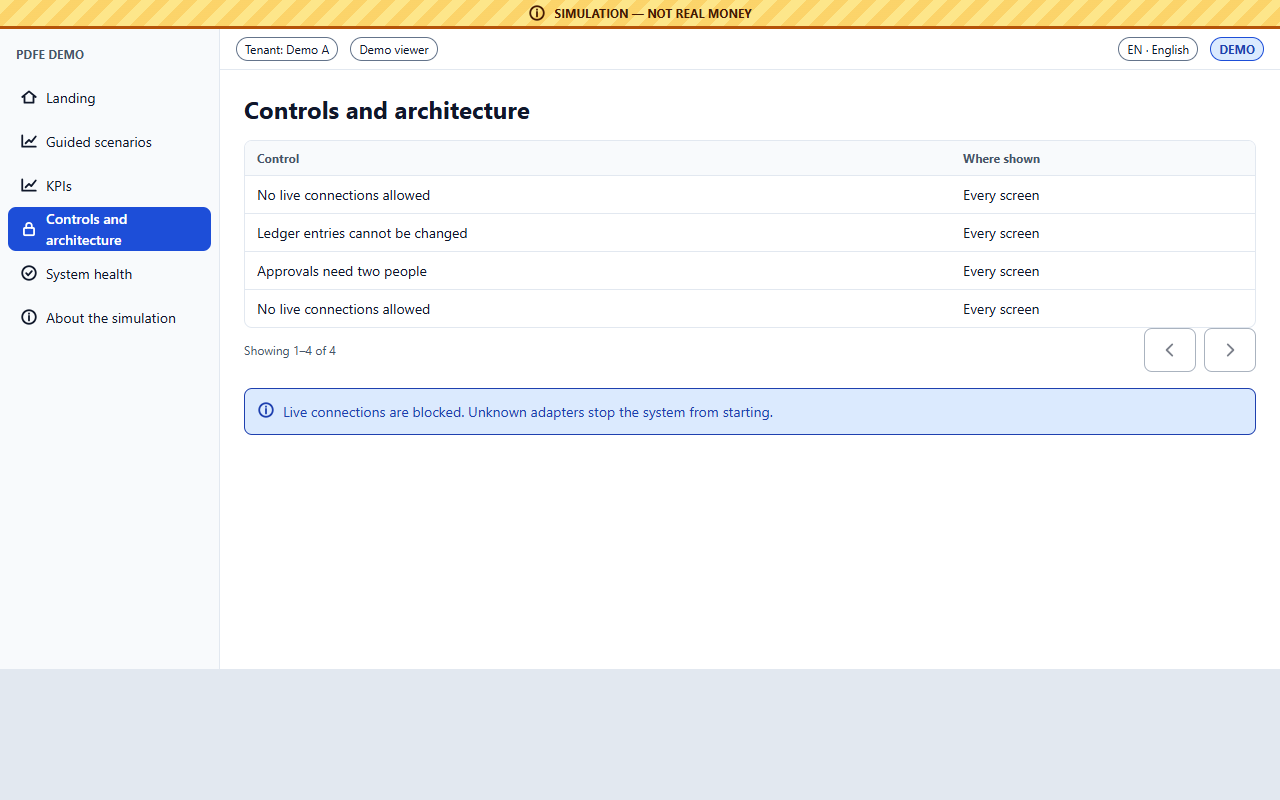 SIMULATION — NOT REAL MONEY
PDFE DEMO
Tenant: Demo A
Demo viewer
EN · English
DEMO
Landing
Guided scenarios
KPIs
Controls and
architecture
System health
About the simulation
Controls and architecture
Control Where shown
No live connections allowed Every screen
Ledger entries cannot be changed Every screen
Approvals need two people Every screen
No live connections allowed Every screen
Showing 1–4 of 4
Live connections are blocked. Unknown adapters stop the system from starting.